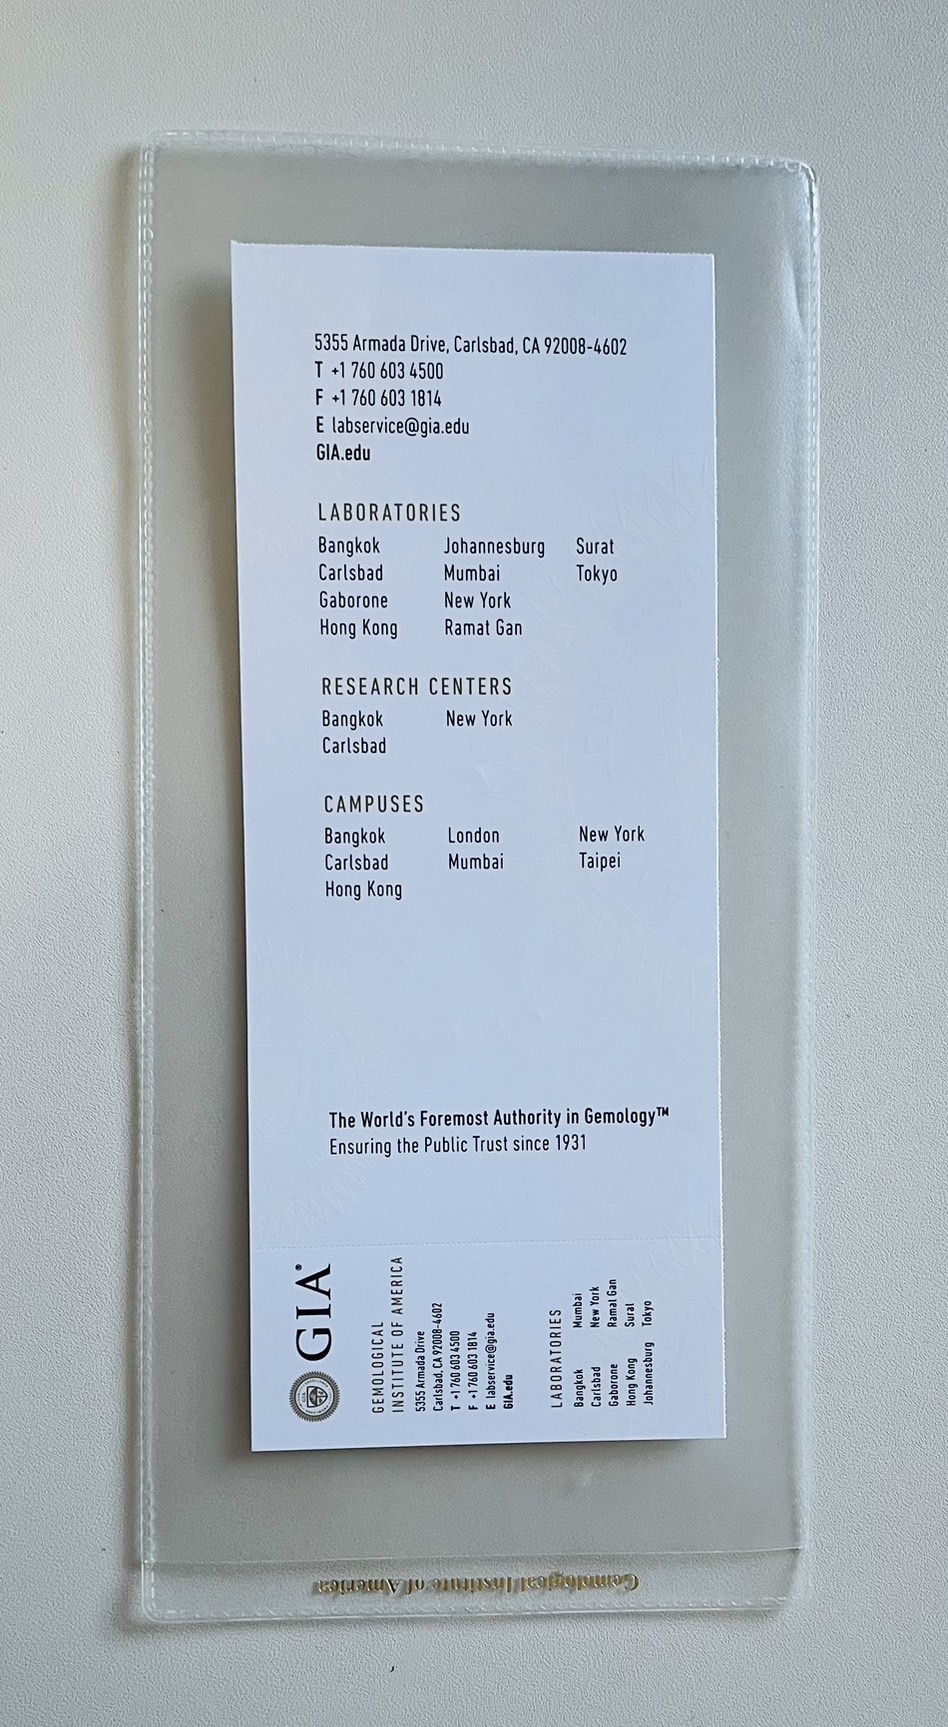 5355 Armada Drive, Carlsbad, CA 92008-4602
T +1 760 603 4500
F +1 760 603 1814
E labservice@gia.edu
GIA.edu
LABORATORIES
Bangkok Johannesburg Surat
Carlsbad Mumbai Tokyo
Gaborone New York
Hong Kong Ramat Gan
RESEARCH CENTERS
Bangkok New York
Carlsbad
CAMPUSES
Bangkok London New York
Carlsbad Mumbai Taipei
Hong Kong
The World's Foremost Authority in Gemology™
Ensuring the Public Trust since 1931
GIA®
GEMOLOGICAL
INSTITUTE OF AMERICA
5355 Armada Drive
Carlsbad, CA 92008-4602
T +1 760 603 4500
F +1 760 603 1814
E labservice@gia.edu
GIA.edu
LABORATORIES
Bangkok Mumbai
Carlsbad New York
Gaborone Ramat Gan
Hong Kong Surat
Johannesburg Tokyo
Gemological Institute of America